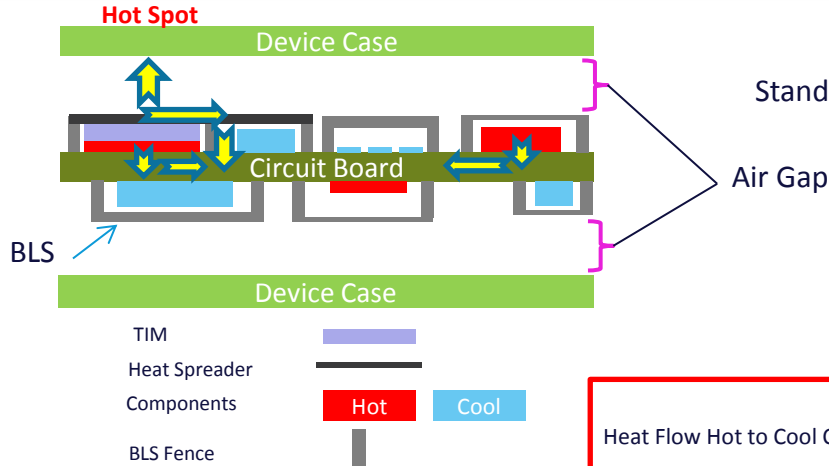 Hot Spot
Device Case
Stand
Circuit Board
Air Gap
BLS
Device Case
TIM
Heat Spreader
Components
Hot
Cool
BLS Fence
Heat Flow Hot to Cool